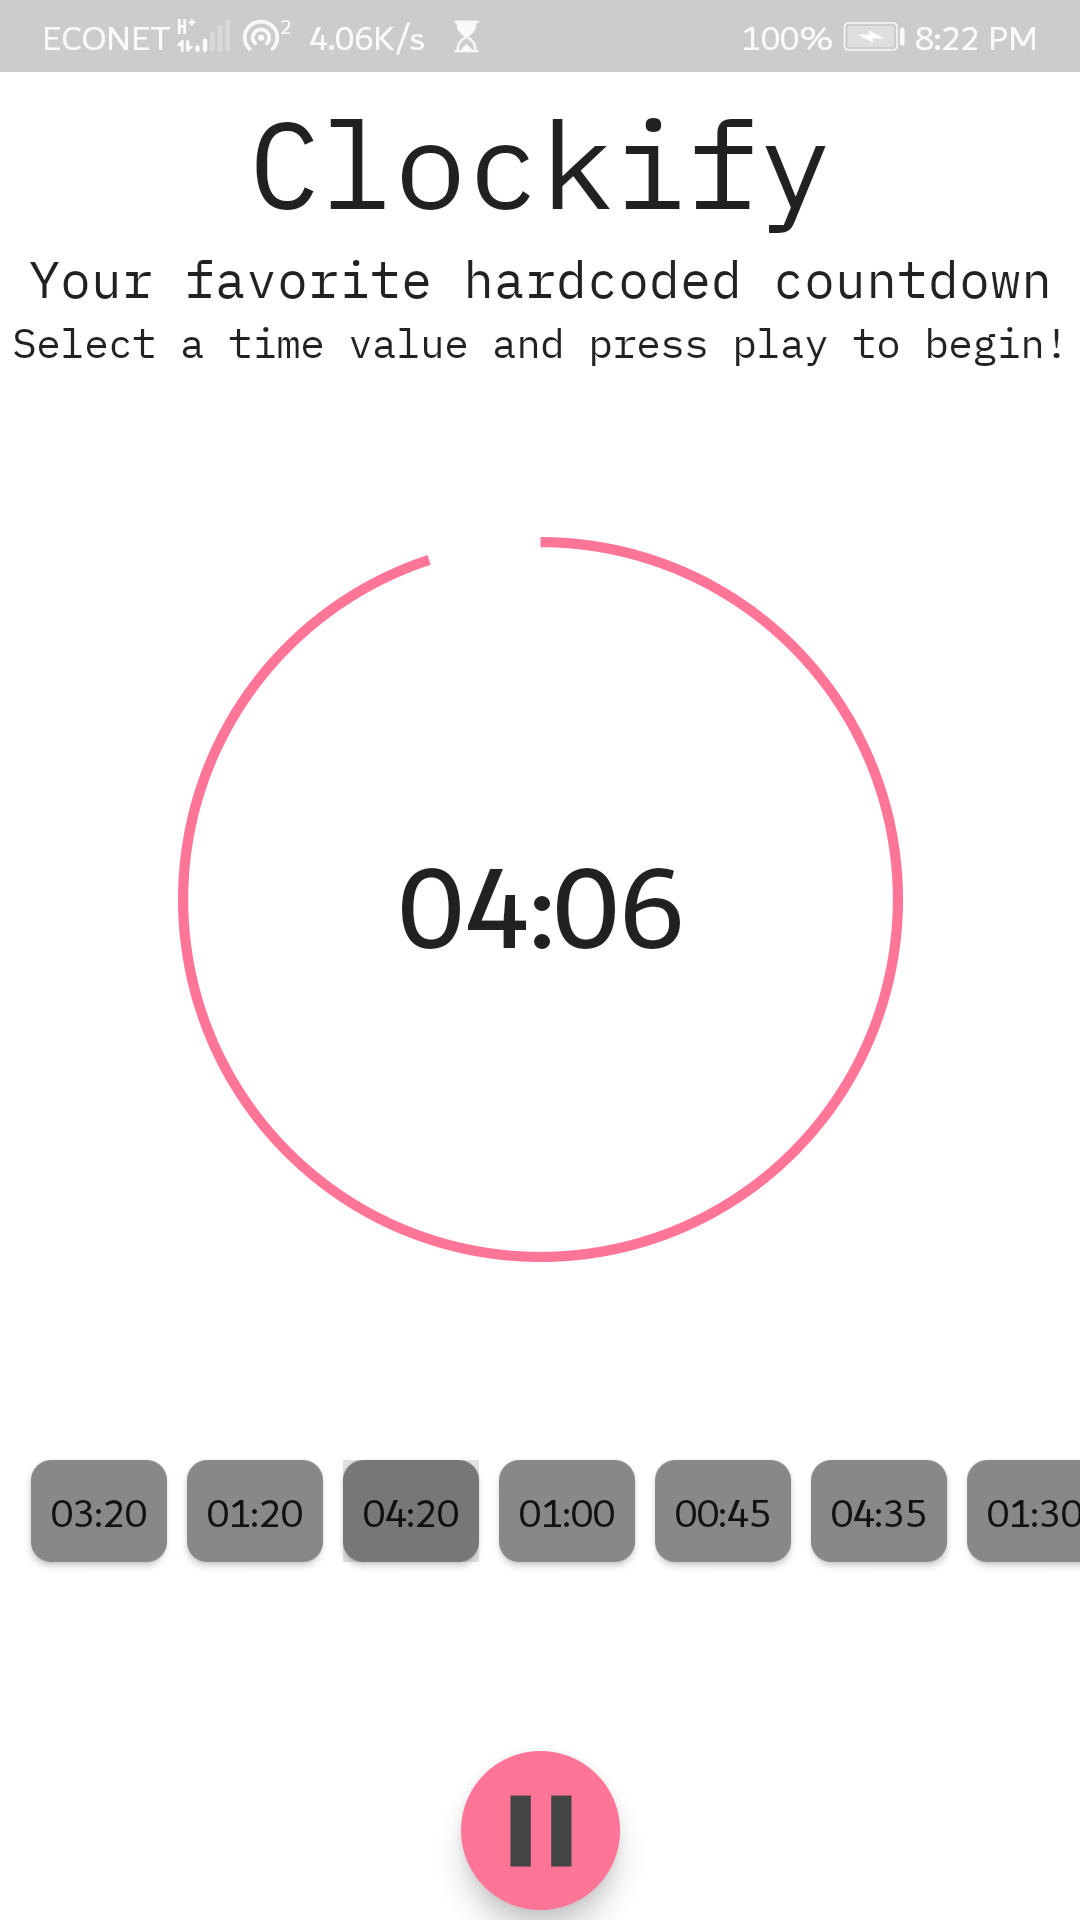 ECONET H+ 2 4.06K/s 100% 8:22 PM
Clockify
Your favorite hardcoded countdown
Select a time value and press play to begin!
04:06
03:20 01:20 04:20 01:00 00:45 04:35 01:30